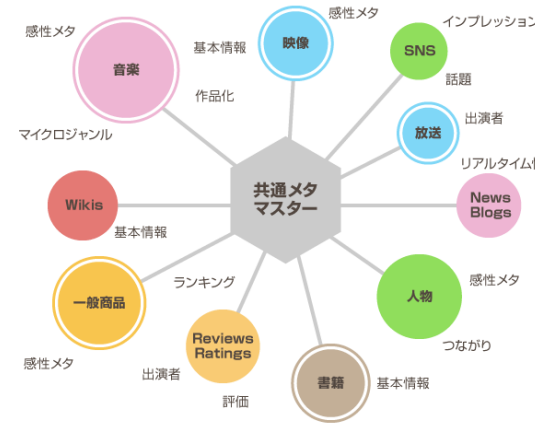 感性メタ
音楽
基本情報
作品化
マイクロジャンル
感性メタ
映像
インプレッション
SNS
話題
出演者
放送
リアルタイム
News
Blogs
共通メタ
マスター
Wikis
基本情報
一般商品
感性メタ
ランキング
Reviews
Ratings
出演者
評価
書籍
基本情報
人物
感性メタ
つながり